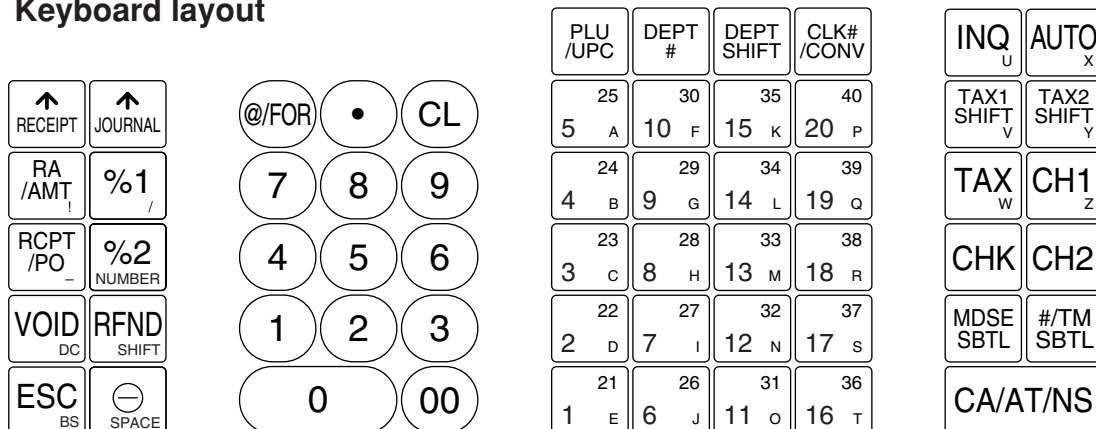 Keyboard layout
RECEIPT JOURNAL
RA /AMT ! %1 /
RCPT /PO – %2 NUMBER
VOID DC RFND SHIFT
ESC BS ⊖ SPACE
@/FOR • CL
7 8 9
4 5 6
1 2 3
0 00
PLU /UPC DEPT # DEPT SHIFT CLK# /CONV
25 30 35 40
5 A 10 F 15 K 20 P
24 29 34 39
4 B 9 G 14 L 19 Q
23 28 33 38
3 C 8 H 13 M 18 R
22 27 32 37
2 D 7 I 12 N 17 S
21 26 31 36
1 E 6 J 11 O 16 T
INQ U AUTO X
TAX1 SHIFT V TAX2 SHIFT Y
TAX W CH1 Z
CHK CH2
MDSE SBTL #/TM SBTL
CA/AT/NS